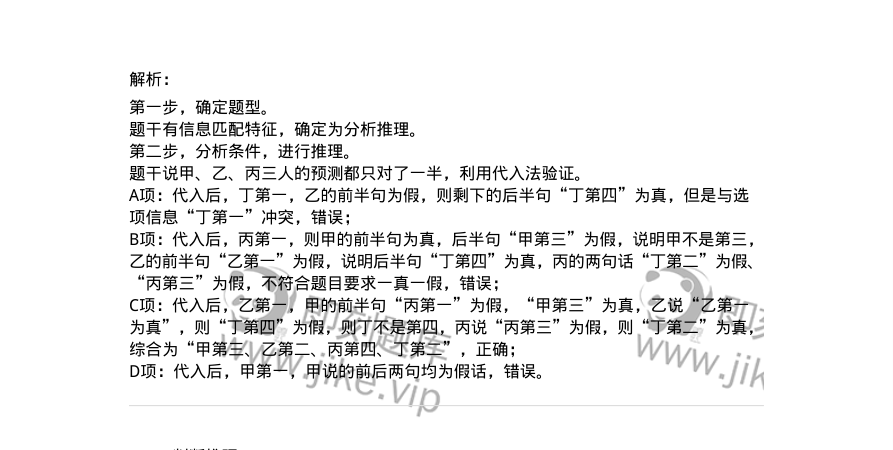 解析：
第一步，确定题型。
题干有信息匹配特征，确定为分析推理。
第二步，分析条件，进行推理。
题干说甲、乙、丙三人的预测都只对了一半，利用代入法验证。
A项：代入后，丁第一，乙的前半句为假，则剩下的后半句“丁第四”为真，但是与选
项信息“丁第一”冲突，错误；
B项：代入后，丙第一，则甲的前半句为真，后半句“甲第三”为假，说明甲不是第三，
乙的前半句“乙第一”为假，说明后半句“丁第四”为真，丙的两句话“丁第二”为假、
“丙第三”为假，不符合题目要求一真一假，错误；
C项：代入后，乙第一，甲的前半句“丙第一”为假，“甲第三”为真，乙说“乙第一
为真”，则“丁第四”为假，则丁不是第四，丙说“丙第三”为假，则“丁第二”为真，
综合为“甲第三、乙第二、丙第四、丁第二”，正确；
D项：代入后，甲第一，甲说的前后两句均为假话，错误。
即刻题库
www.jike.vip
即刻
www.jik